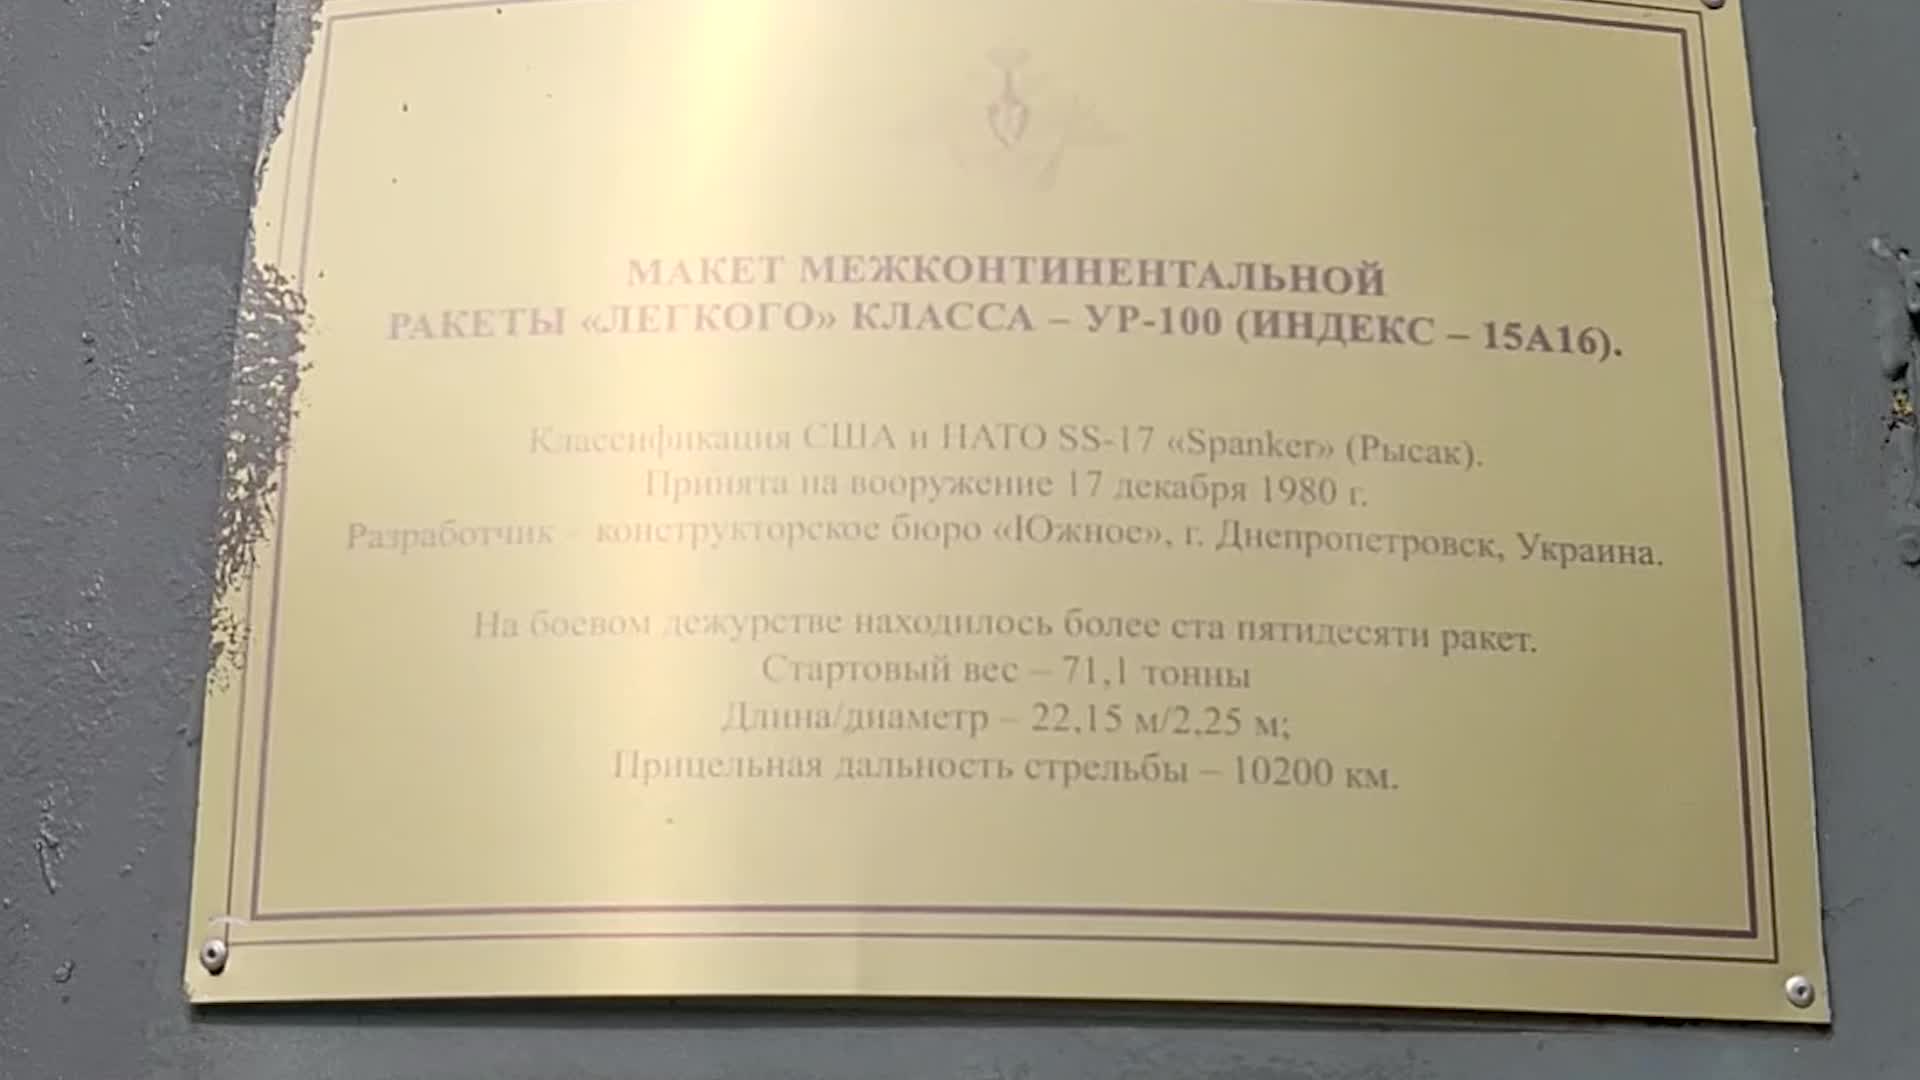 МАКЕТ МЕЖКОНТИНЕНТАЛЬНОЙ
РАКЕТЫ «ЛЕГКОГО» КЛАССА – УР-100 (ИНДЕКС – 15А16).
Классификация США и НАТО SS-17 «Spanker» (Рысак).
Принята на вооружение 17 декабря 1980 г.
Разработчик – конструкторское бюро «Южное», г. Днепропетровск, Украина.
На боевом дежурстве находилось более ста пятидесяти ракет.
Стартовый вес – 71,1 тонны
Длина/диаметр – 22,15 м/2,25 м;
Прицельная дальность стрельбы – 10200 км.